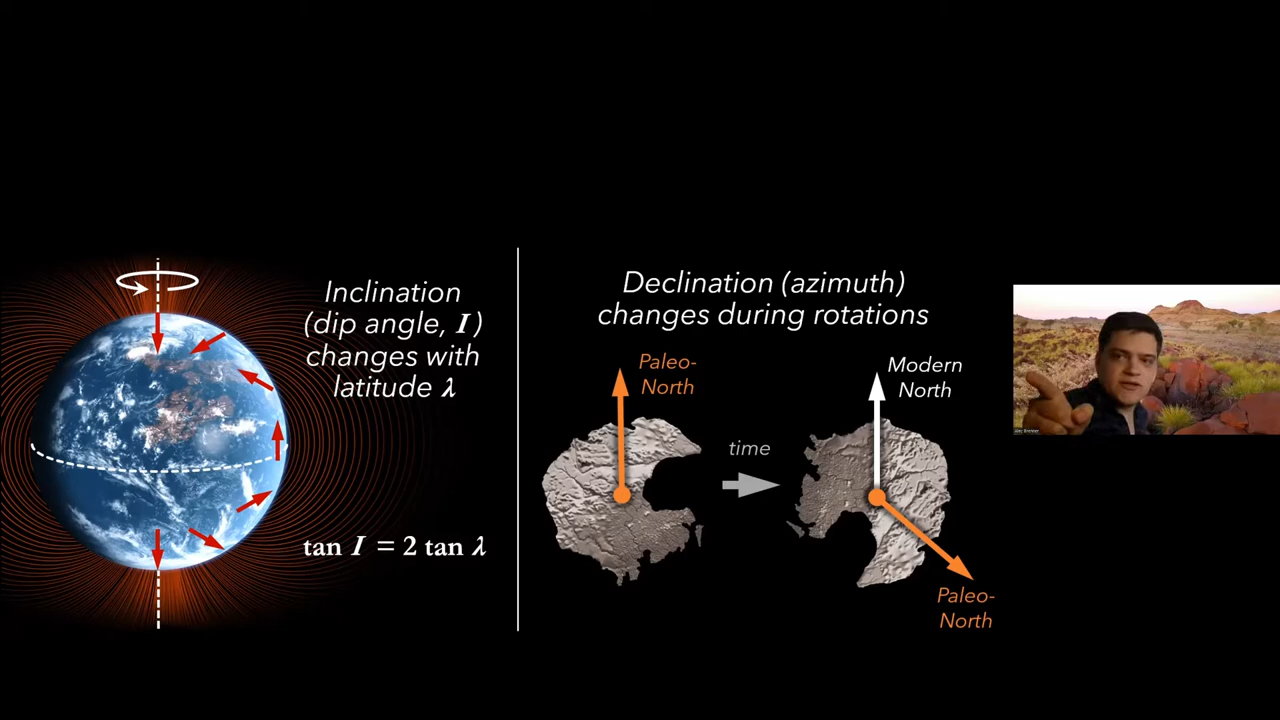 Inclination
(dip angle, I)
changes with
latitude λ
tan I = 2 tan λ
Declination (azimuth)
changes during rotations
Paleo-
North
time
Modern
North
Paleo-
North